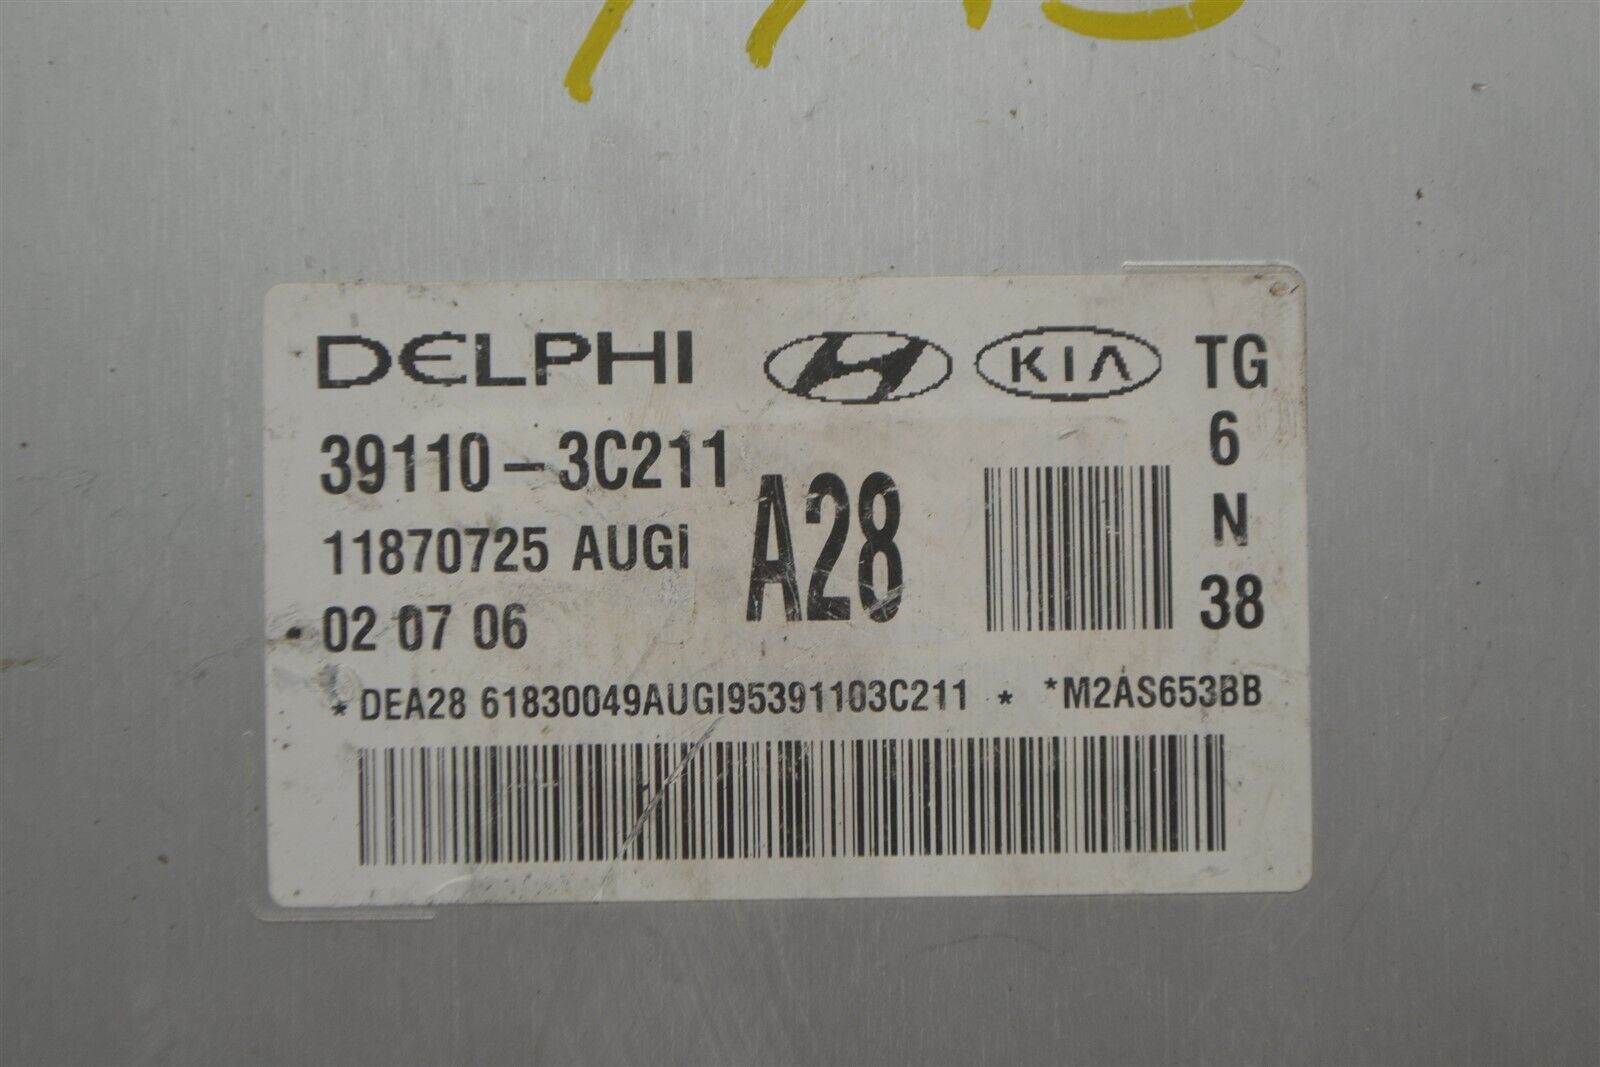 DELPHI H KIA TG
39110-3C211 6
11870725 AUGI A28 N
02 07 06 38
*DEA28 61830049AUGI95391103C211 * *M2AS653BB